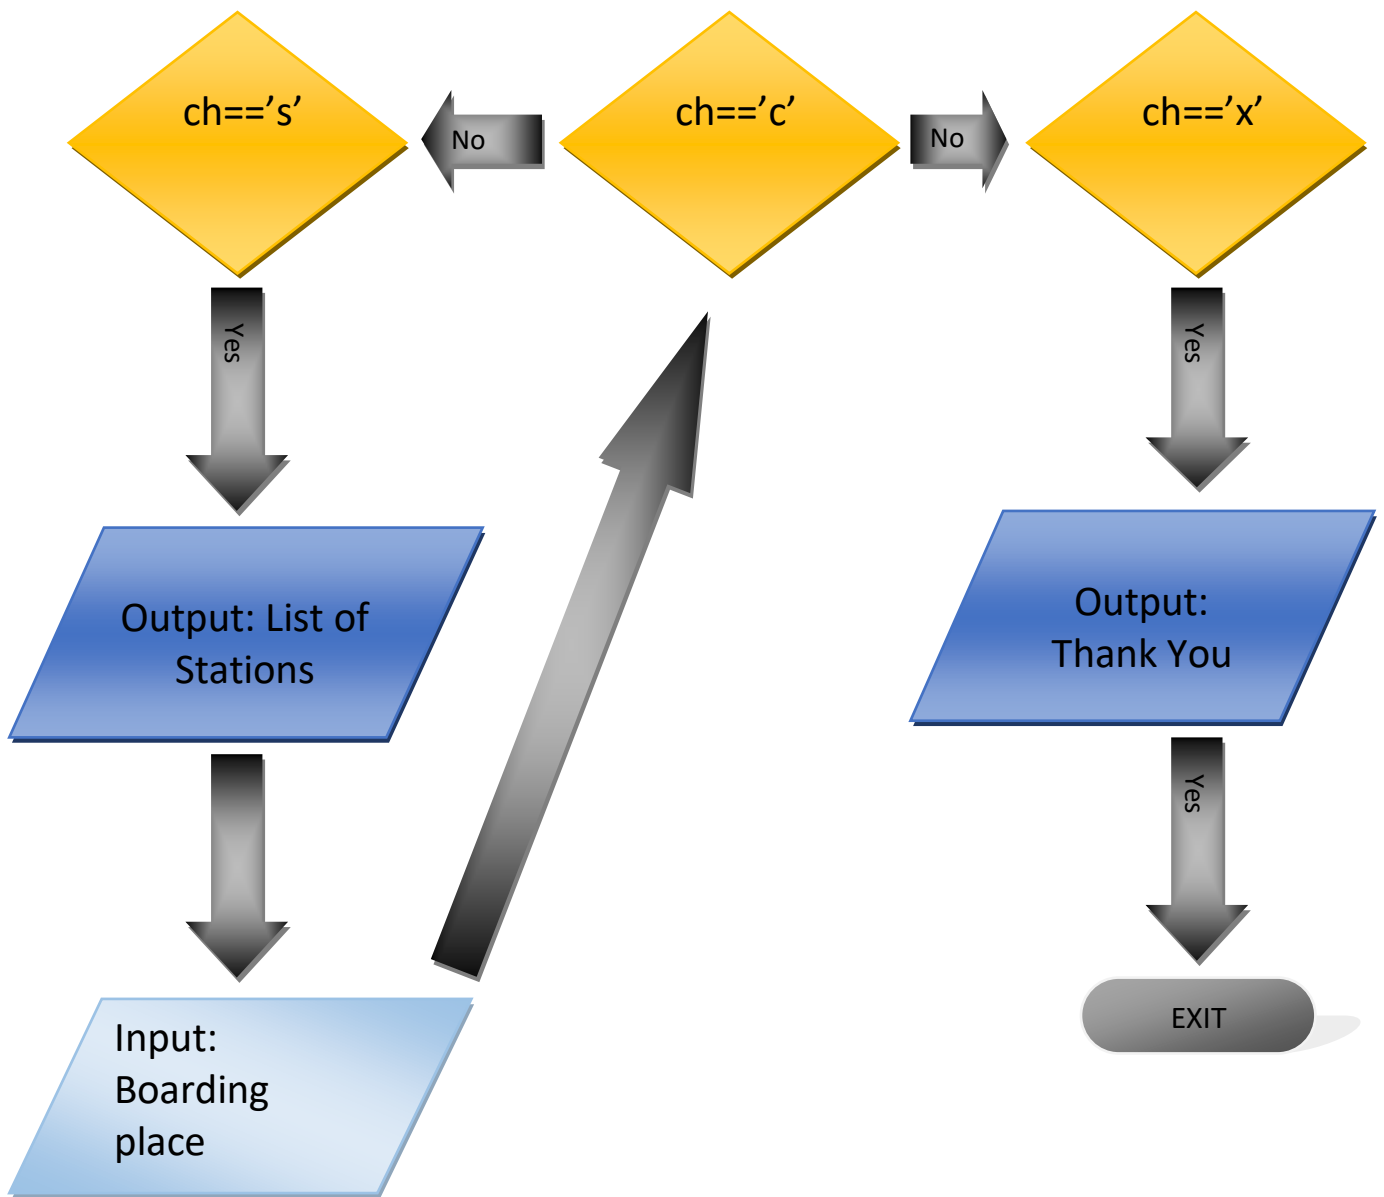 ch==’s’
No
ch==’c’
No
ch==’x’
Yes
Yes
Output: List of
Stations
Output:
Thank You
Yes
Input:
Boarding
place
EXIT